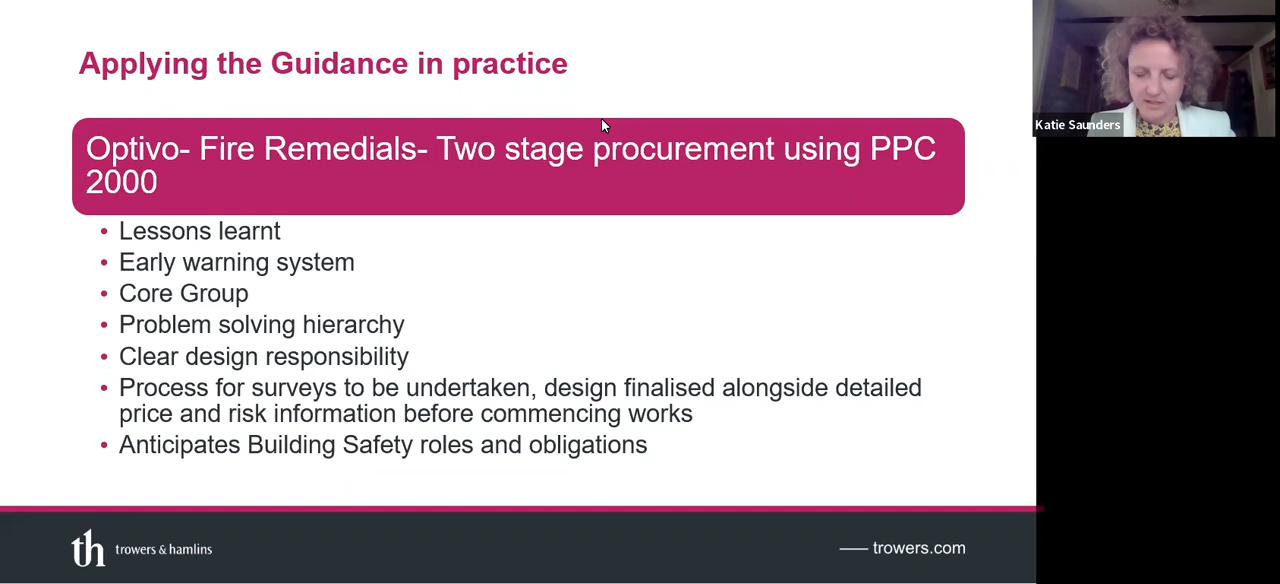 Applying the Guidance in practice
Katie Saunders
Optivo- Fire Remedials- Two stage procurement using PPC
2000
• Lessons learnt
• Early warning system
• Core Group
• Problem solving hierarchy
• Clear design responsibility
• Process for surveys to be undertaken, design finalised alongside detailed
price and risk information before commencing works
• Anticipates Building Safety roles and obligations
th trowers & hamlins
trowers.com